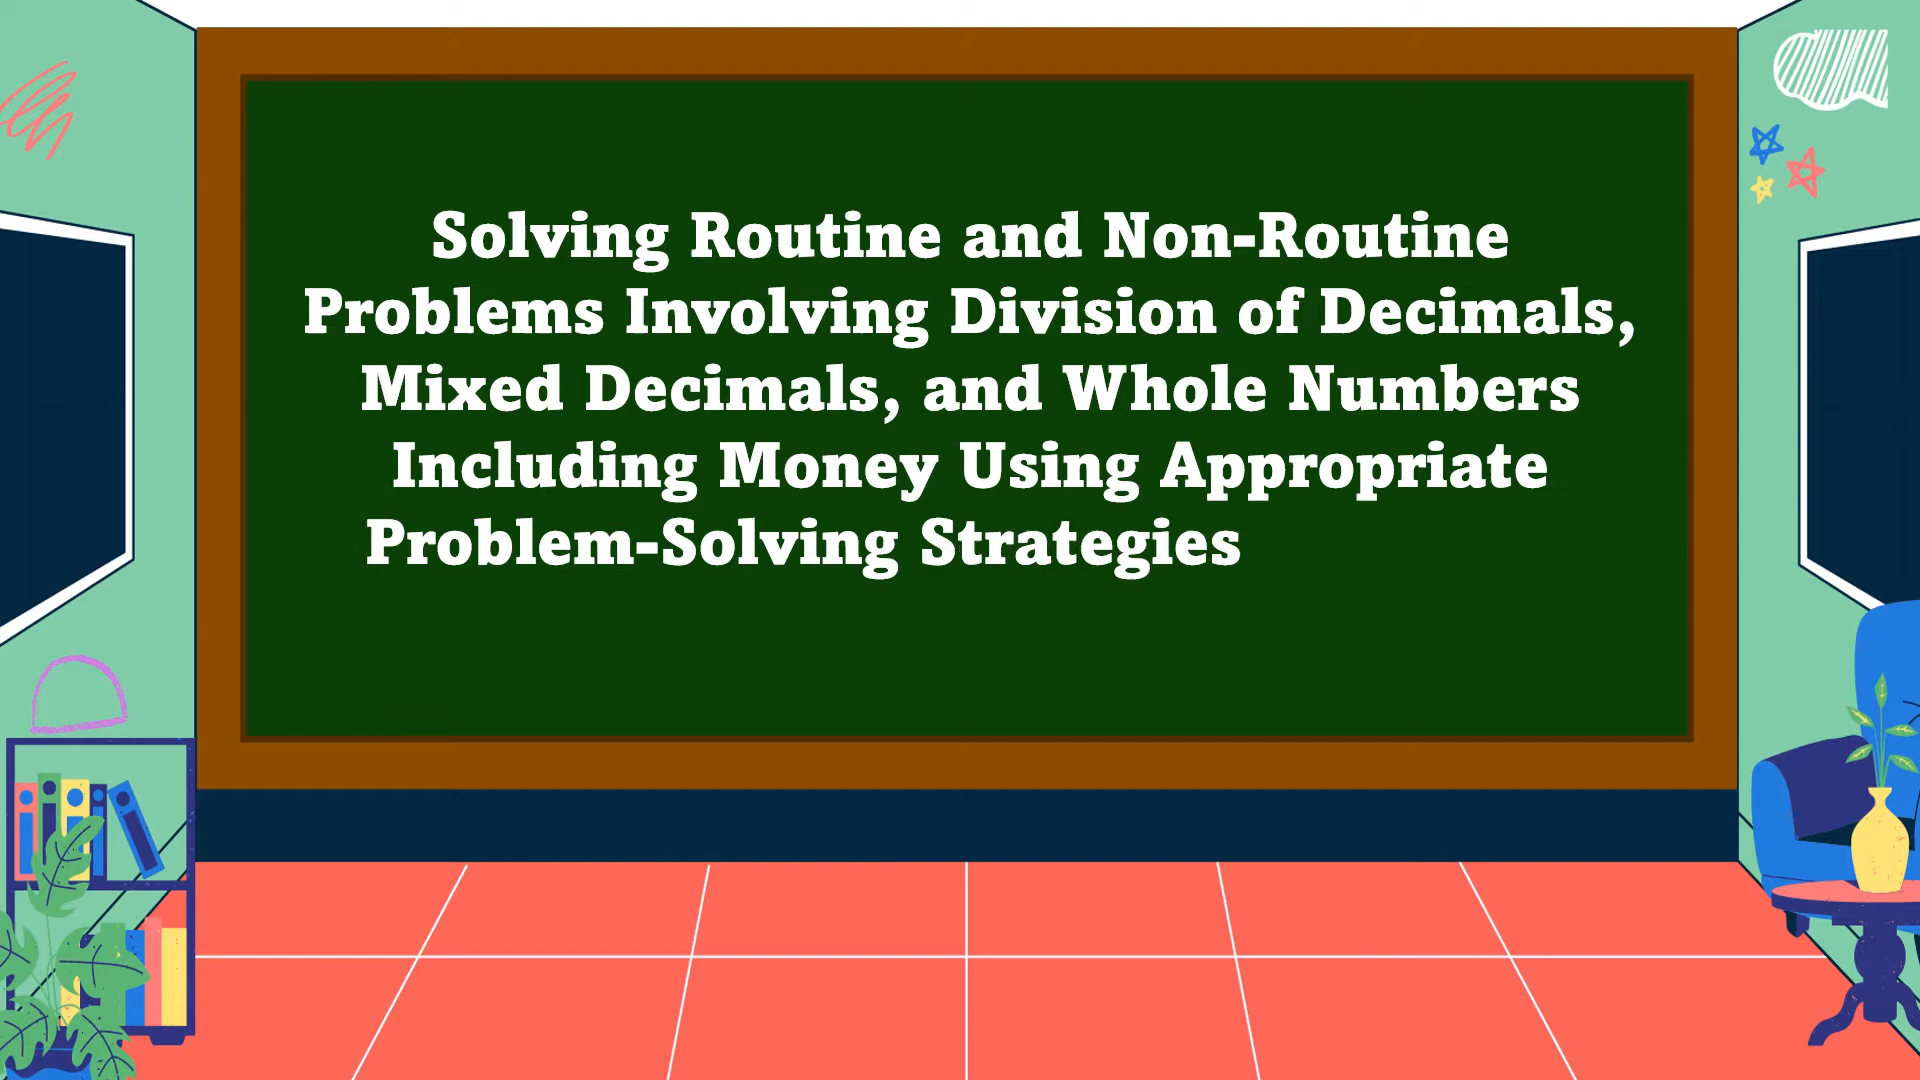 Solving Routine and Non-Routine
Problems Involving Division of Decimals,
Mixed Decimals, and Whole Numbers
Including Money Using Appropriate
Problem-Solving Strategies